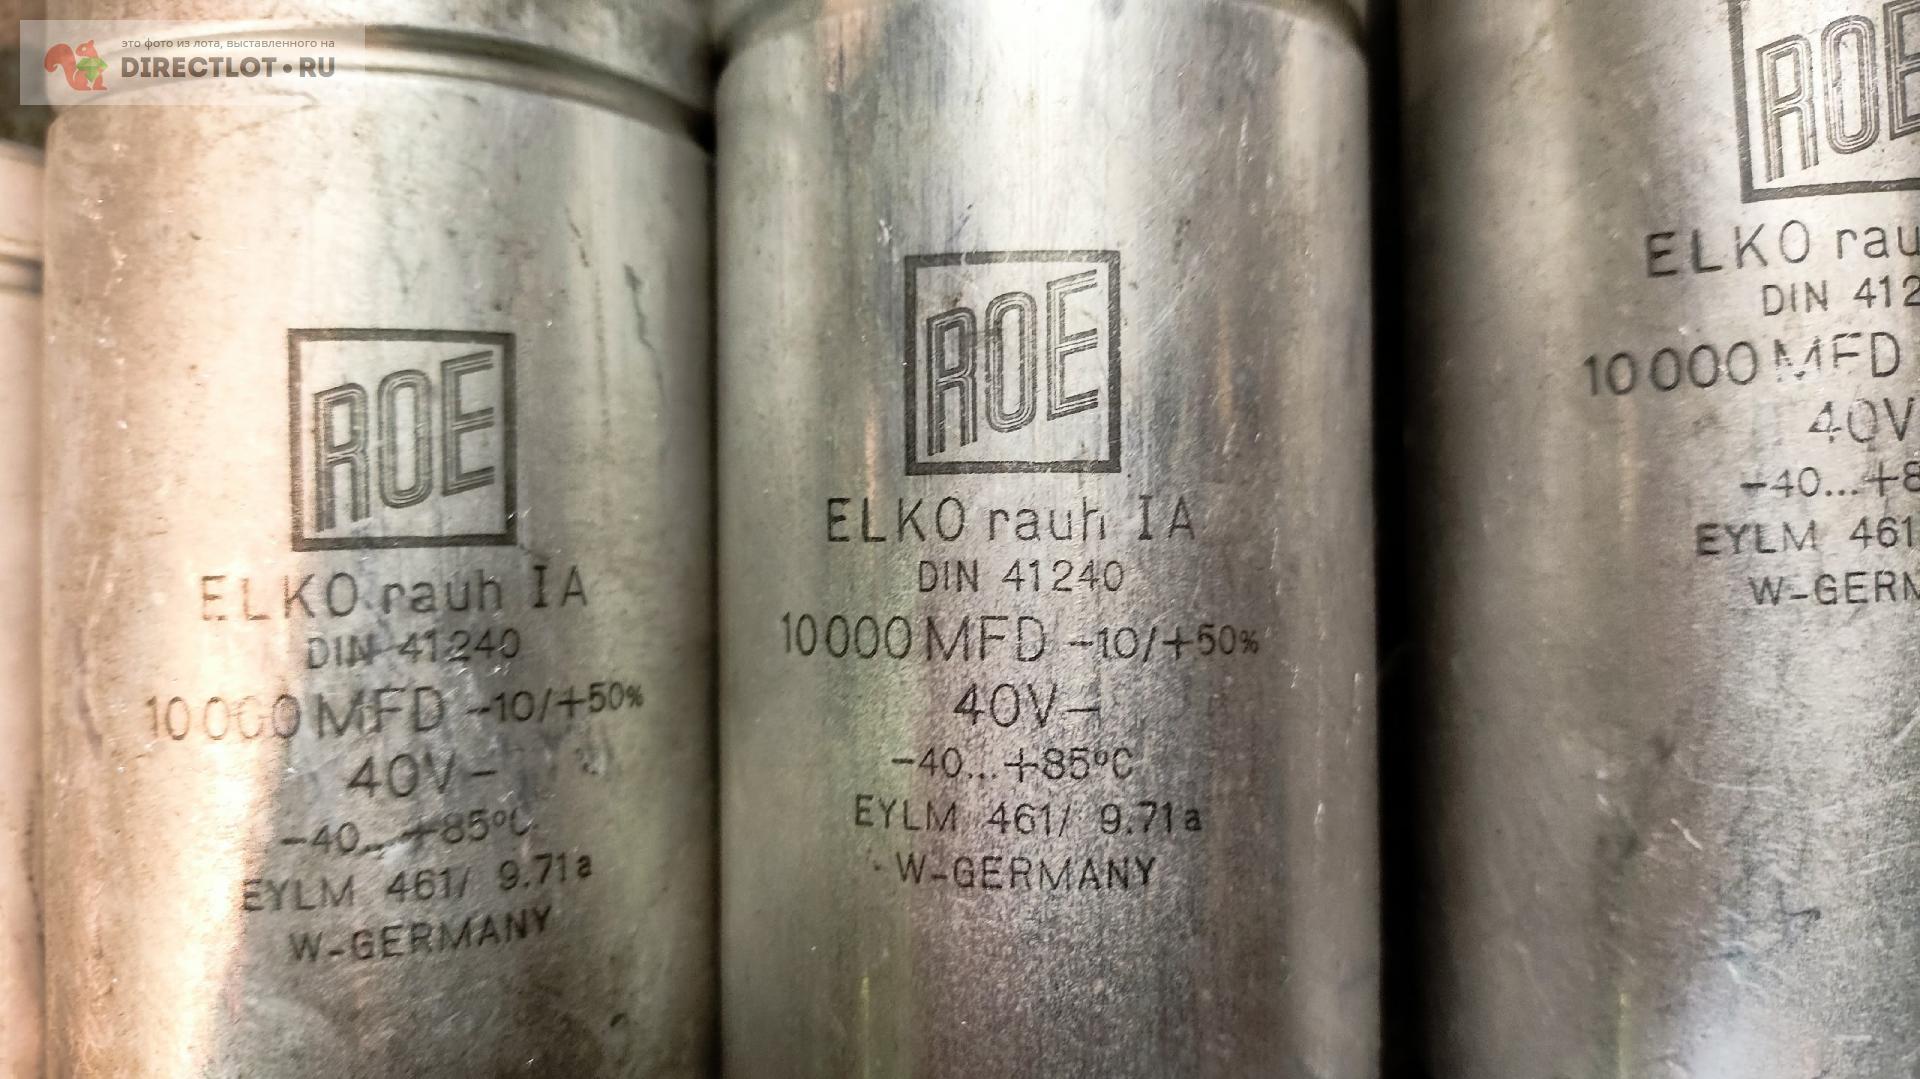 это фото из лота, выставленного на
DIRECTLOT•RU
ROE
ELKO rauh IA
DIN 41240
10000 MFD -10/+50%
40V-
-40...+85°C
EYLM 461/ 9.71a
W-GERMANY
ROE
ELKO rauh IA
DIN 41240
10000 MFD -10/+50%
40V-
-40...+85°C
EYLM 461/ 9.71a
W-GERMANY
ROE
ELKO rau
DIN 412
10000 MFD
40V
-40...+8
EYLM 461
W-GERM